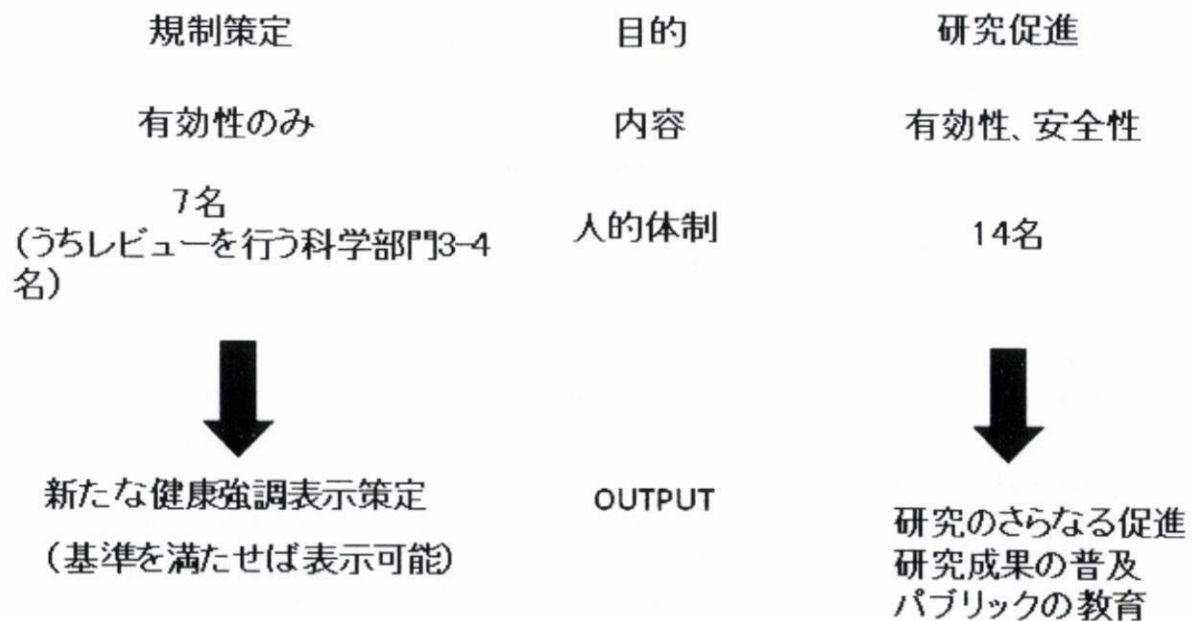 規制策定 目的 研究促進
有効性のみ 内容 有効性、安全性
7名
(うちレビューを行う科学部門3-4
名)
人的体制 14名
新たな健康強調表示策定 OUTPUT
(基準を満たせば表示可能)
研究のさらなる促進
研究成果の普及
パブリックの教育